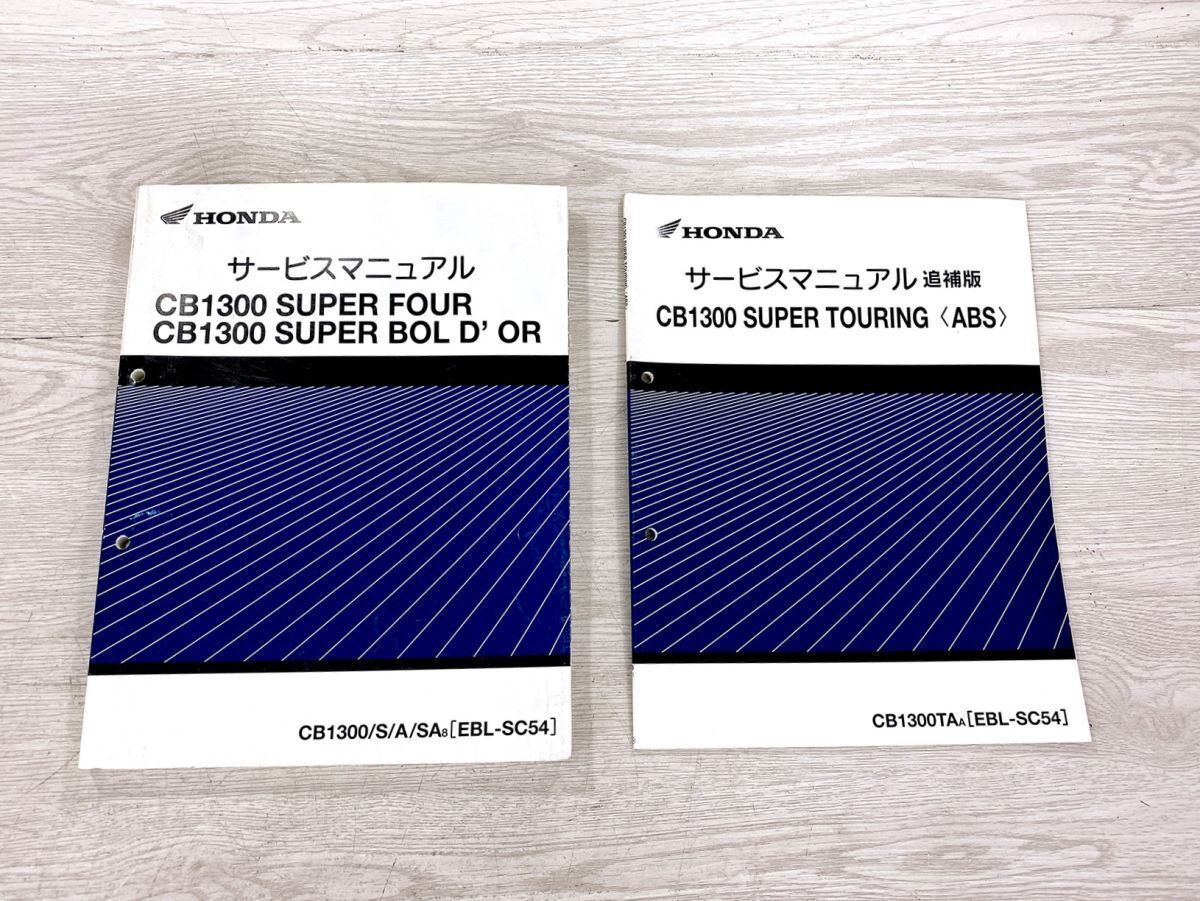 HONDA
サービスマニュアル
CB1300 SUPER FOUR
CB1300 SUPER BOL D' OR
CB1300/S/A/SA8[EBL-SC54]
HONDA
サービスマニュアル 追補版
CB1300 SUPER TOURING〈ABS〉
CB1300TAA[EBL-SC54]